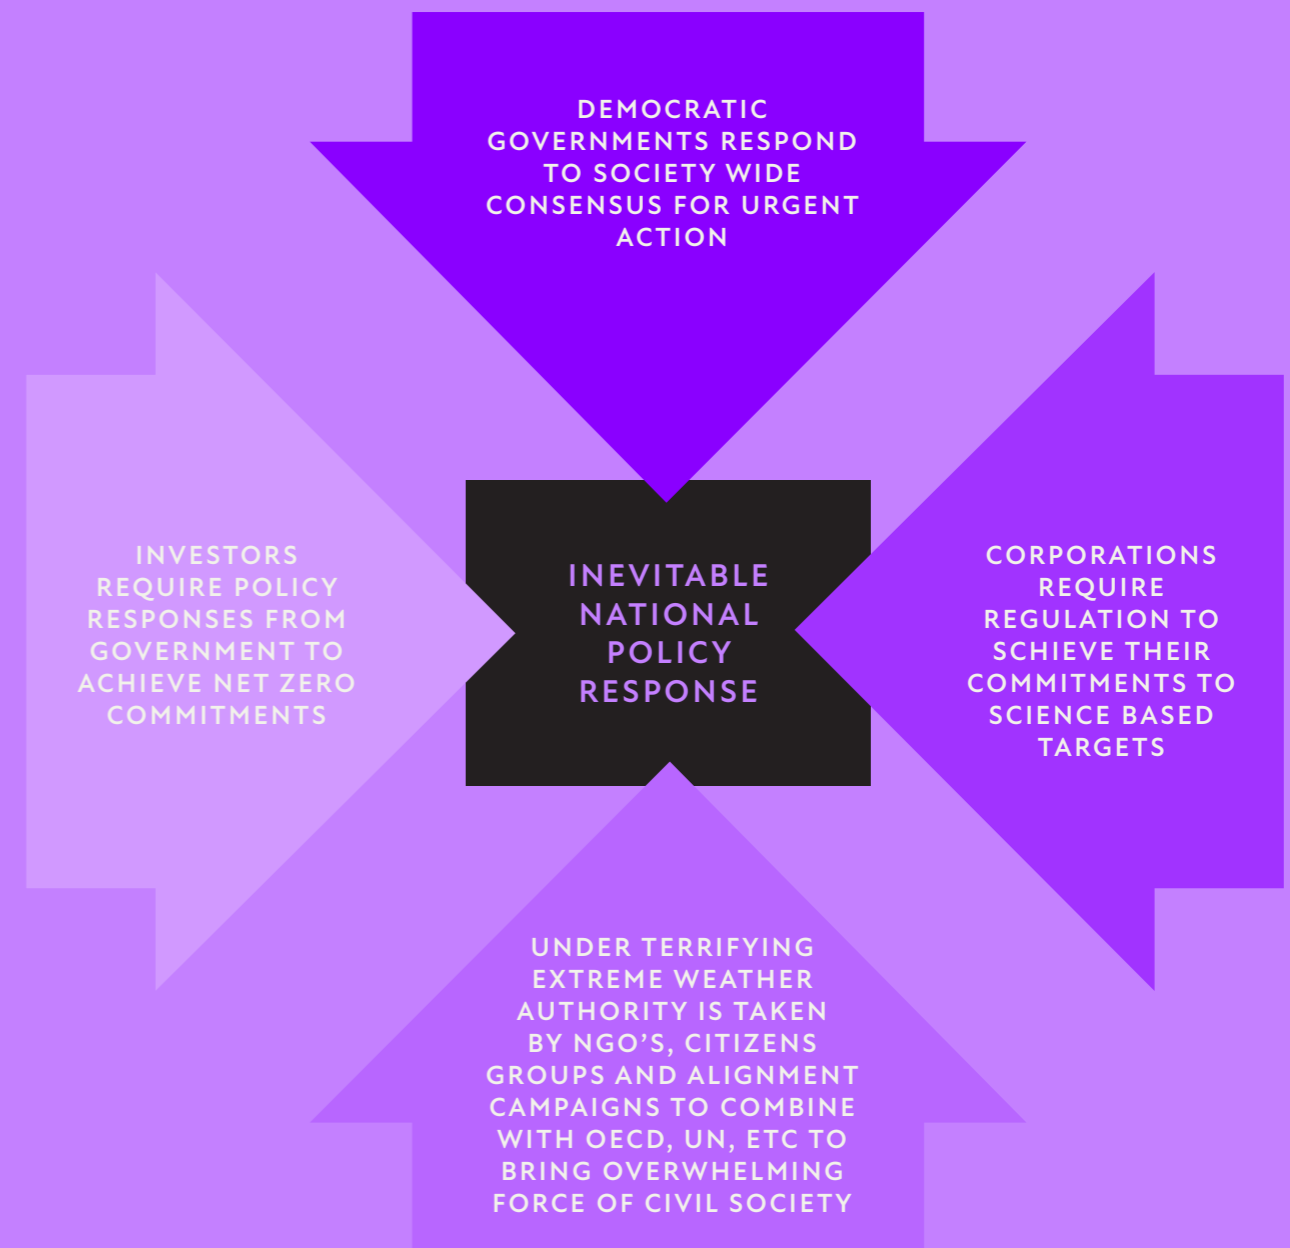 DEMOCRATIC
GOVERNMENTS RESPOND
TO SOCIETY WIDE
CONSENSUS FOR URGENT
ACTION
INVESTORS
REQUIRE POLICY
RESPONSES FROM
GOVERNMENT TO
ACHIEVE NET ZERO
COMMITMENTS
INEVITABLE
NATIONAL
POLICY
RESPONSE
CORPORATIONS
REQUIRE
REGULATION TO
SCHIEVE THEIR
COMMITMENTS TO
SCIENCE BASED
TARGETS
UNDER TERRIFYING
EXTREME WEATHER
AUTHORITY IS TAKEN
BY NGO’S, CITIZENS
GROUPS AND ALIGNMENT
CAMPAIGNS TO COMBINE
WITH OECD, UN, ETC TO
BRING OVERWHELMING
FORCE OF CIVIL SOCIETY